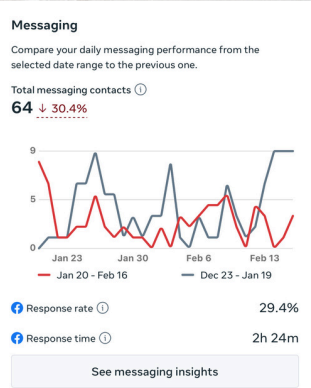 Messaging
Compare your daily messaging performance from the
selected date range to the previous one.
Total messaging contacts
64 ↓ 30.4%
9
5
0
Jan 23 Jan 30 Feb 6 Feb 13
Jan 20 - Feb 16 Dec 23 - Jan 19
Response rate 29.4%
Response time 2h 24m
See messaging insights